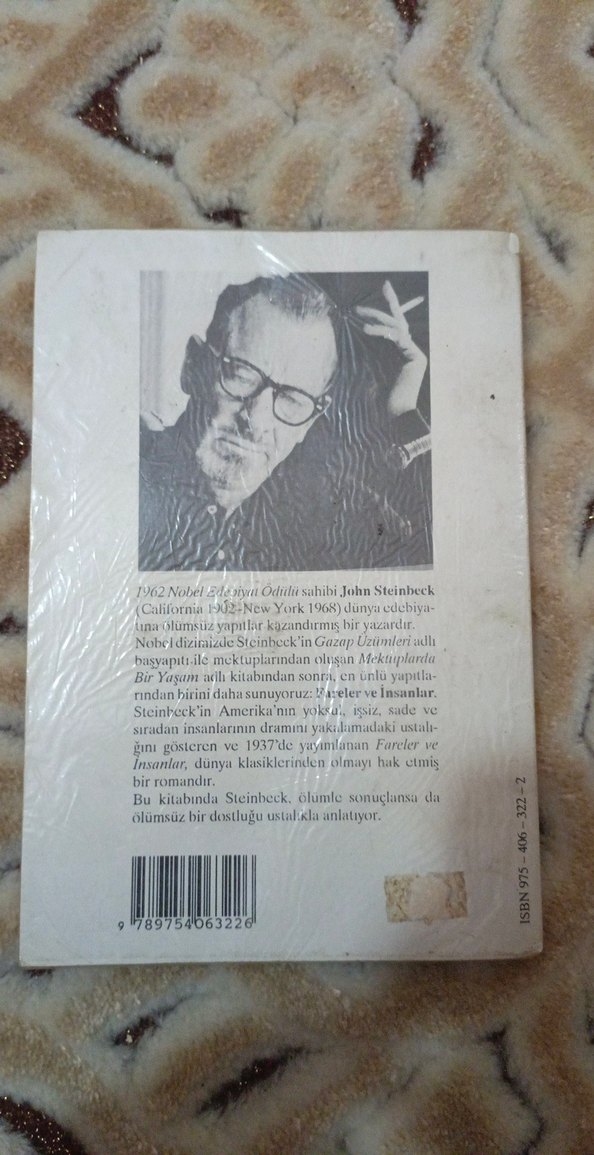 1962 Nobel Edebiyat Ödülü sahibi John Steinbeck
(California 1902-New York 1968) dünya edebiya-
tına ölümsüz yapıtlar kazandırmış bir yazardır.
Nobel dizimizde Steinbeck'in Gazap Üzümleri adlı
başyapıtı ile mektuplarından oluşan Mektuplarda
Bir Yaşam adlı kitabından sonra, en ünlü yapıtla-
rından birini daha sunuyoruz: Fareler ve İnsanlar.
Steinbeck'in Amerika'nın yoksul, işsiz, sade ve
sıradan insanlarının dramını yakalamadaki ustalı-
ğını gösteren ve 1937'de yayımlanan Fareler ve
İnsanlar, dünya klasiklerinden olmayı hak etmiş
bir romandır.
Bu kitabında Steinbeck, ölümle sonuçlansa da
ölümsüz bir dostluğu ustalıkla anlatıyor.
9 789754 063226
ISBN 975 – 406 – 322 – 2